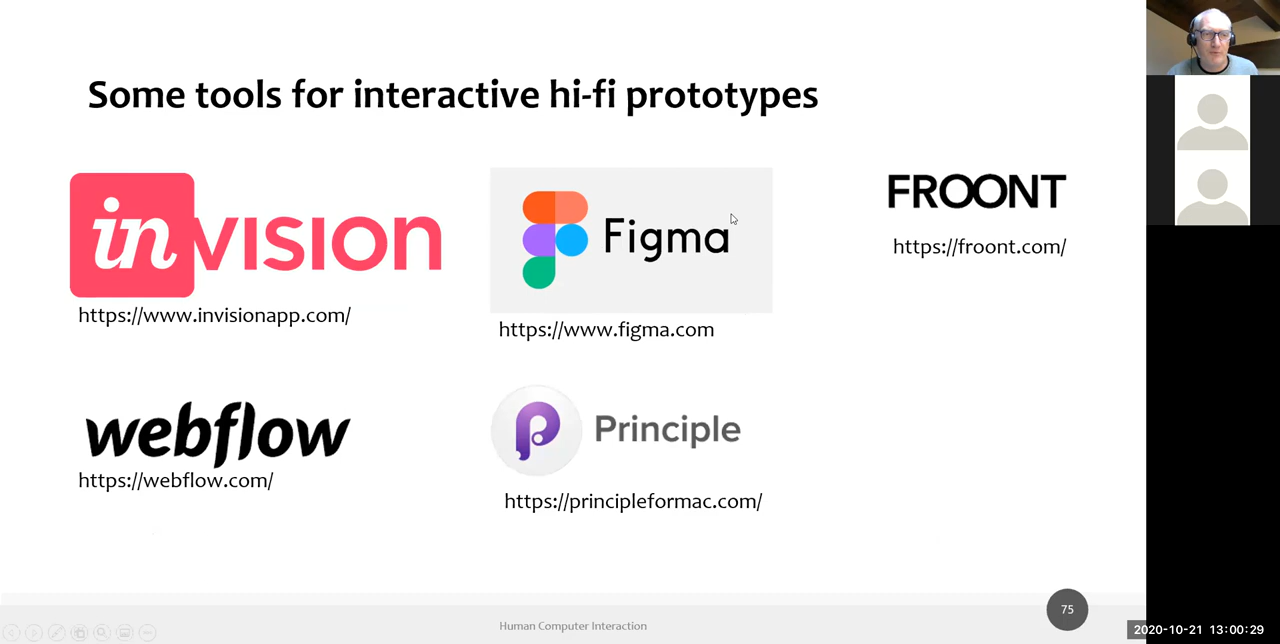 Some tools for interactive hi-fi prototypes
invision
https://www.invisionapp.com/
Figma
https://www.figma.com
FROONT
https://froont.com/
webflow
https://webflow.com/
Principle
https://principleformac.com/
Human Computer Interaction
75
2020-10-21 13:00:29